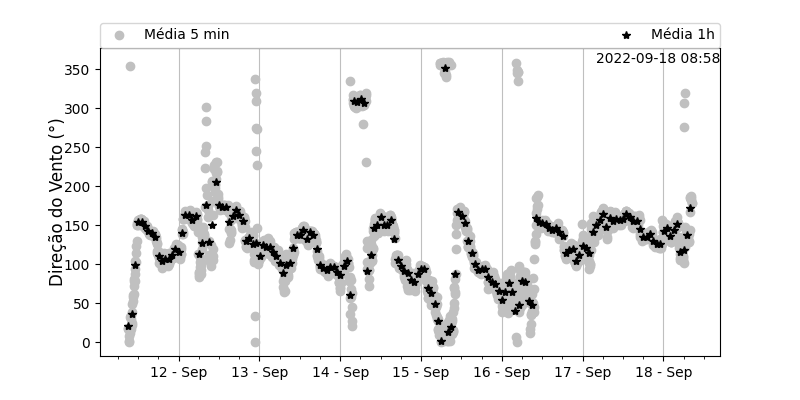 Média 5 min
Média 1h
2022-09-18 08:58
Direção do Vento (°)
350
300
250
200
150
100
50
0
12 - Sep
13 - Sep
14 - Sep
15 - Sep
16 - Sep
17 - Sep
18 - Sep